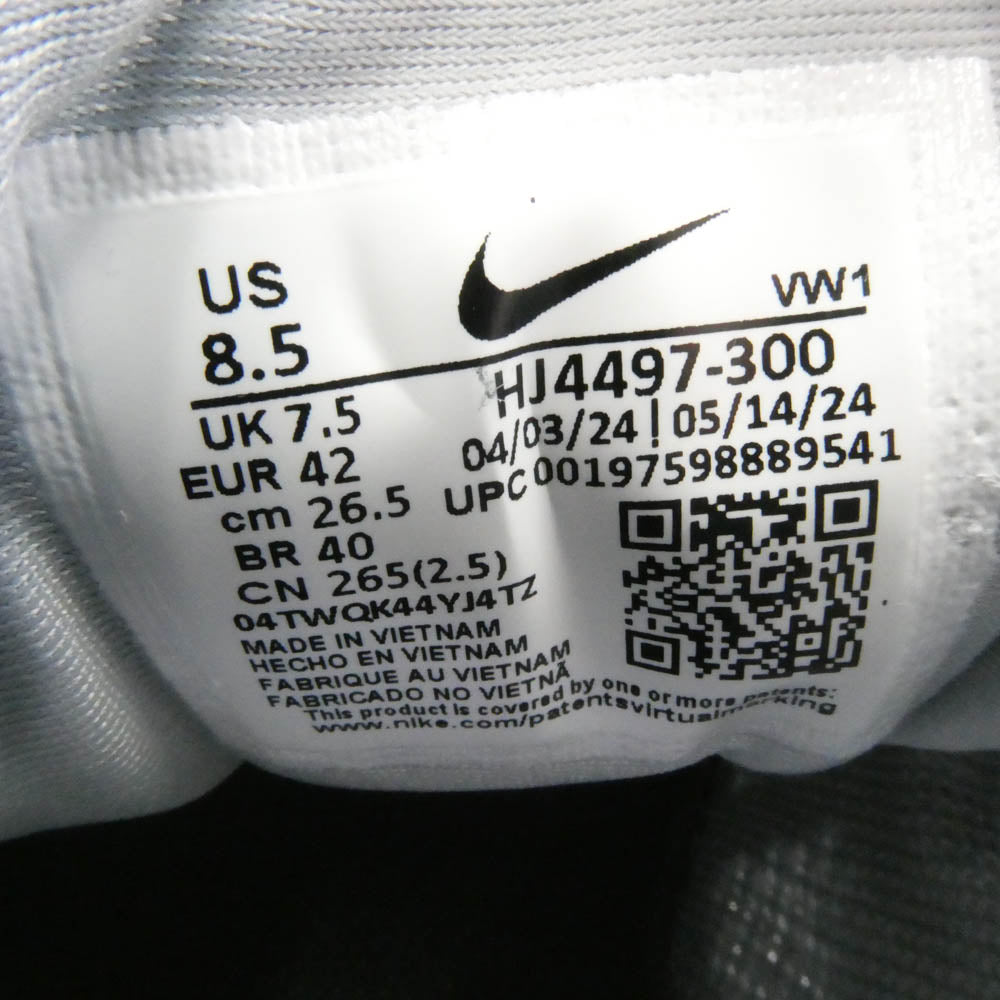 US
8.5
VW1
UK 7.5
EUR 42
cm 26.5
BR 40
CN 265(2.5)
HJ4497-300
04/03/24 | 05/14/24
UPC 00197598889541
04TWQK44YJ4TZ
MADE IN VIETNAM
HECHO EN VIETNAM
FABRIQUE AU VIETNAM
FABRICADO NO VIETNÃ
This product is covered by one or more patents:
www.nike.com/patentsvirtualmarking